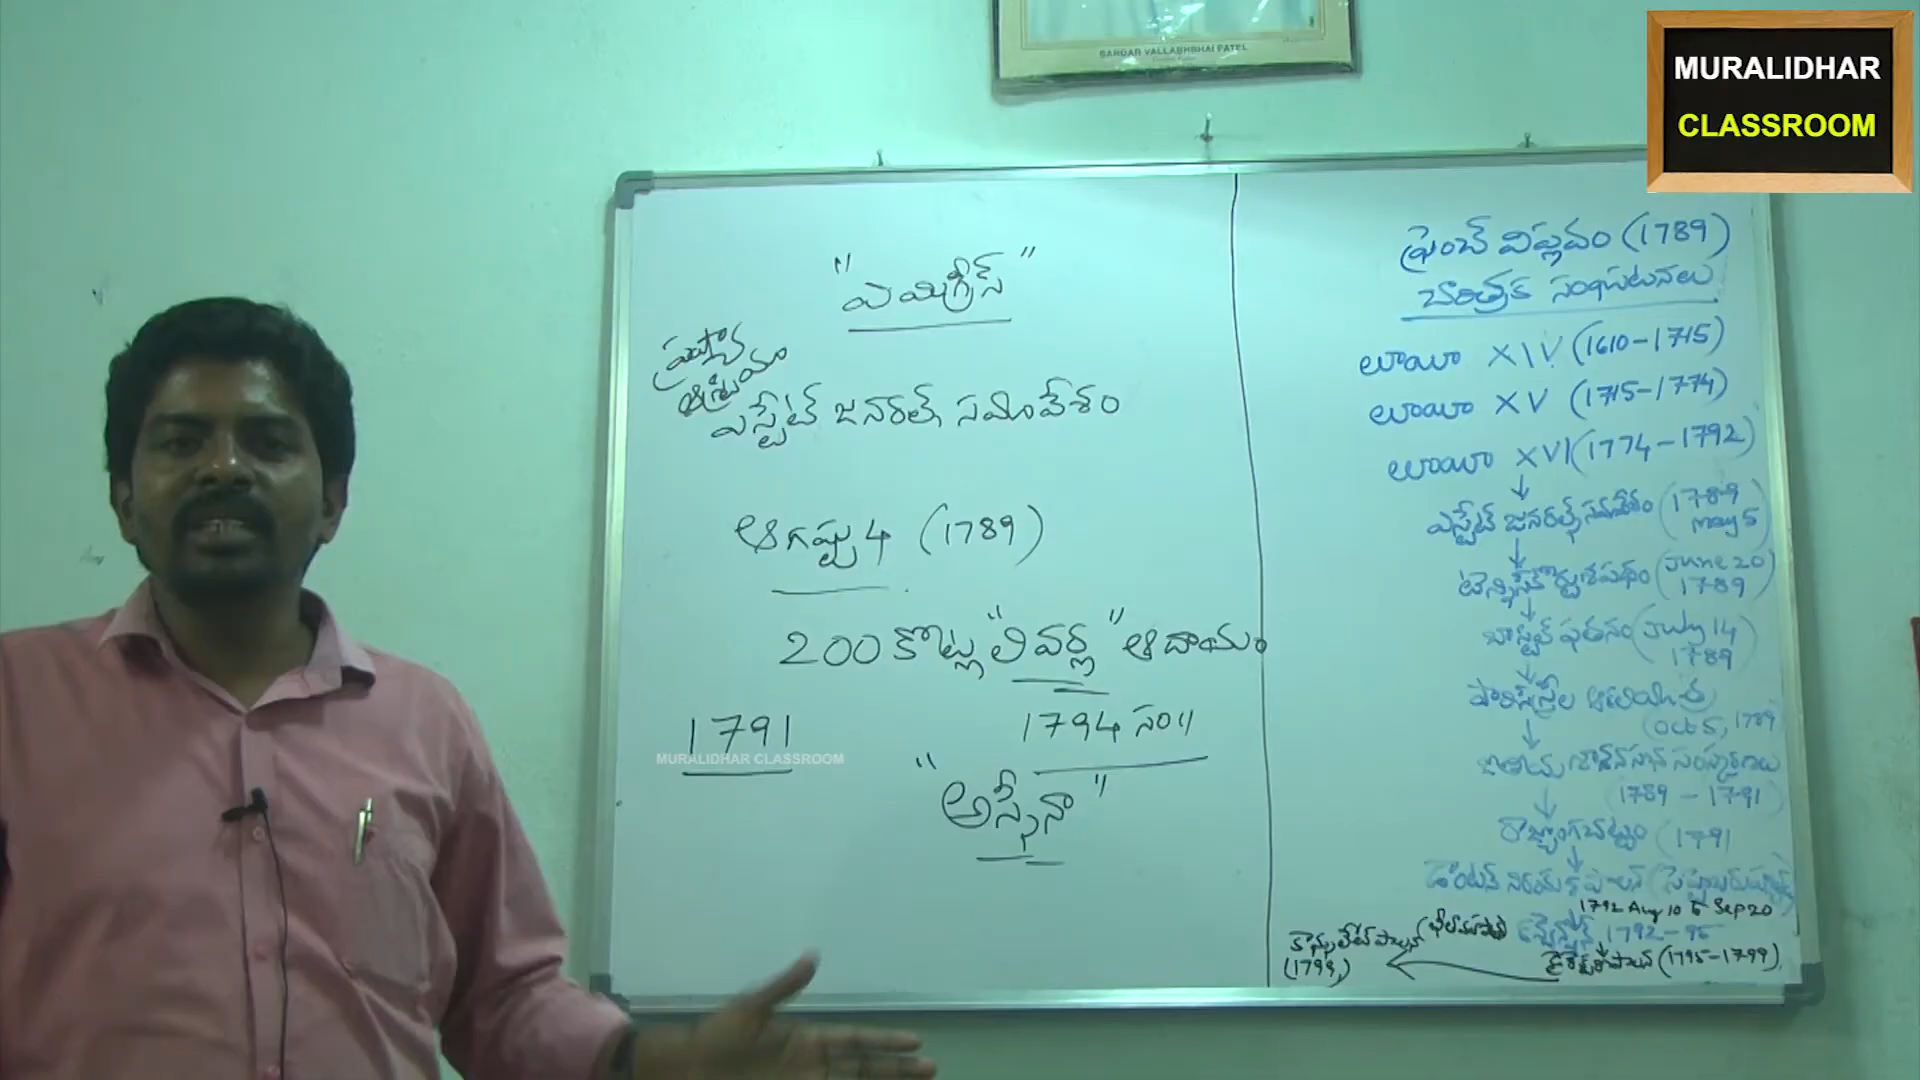 SARDAR VALLABHBHAI PATEL
MURALIDHAR
CLASSROOM
"ఎమిగ్రీస్"
ఎస్టేట్ జనరల్ సమావేశం
ఆగష్టు 4 (1789)
200 కోట్ల "లివర్ల" ఆదాయం
1791
1794 సం॥
MURALIDHAR CLASSROOM
ఫ్రెంచ్ విప్లవం (1789)
చారిత్రక సంఘటనలు
లూయీ XIV (1610-1715)
లూయీ XV (1715-1774)
లూయీ XVI (1774-1792)
ఎస్టేట్ జనరల్స్ సమావేశం (1789 May 5)
టెన్నిస్ కోర్టు శపథం (June 20 1789)
బాస్టిల్ పతనం (July 14 1789)
(Oct 5, 1789)
1789 - 1791
(1791
1792 Aug 10 to Sep 20
1792-95
(1795-1799)
(1799)